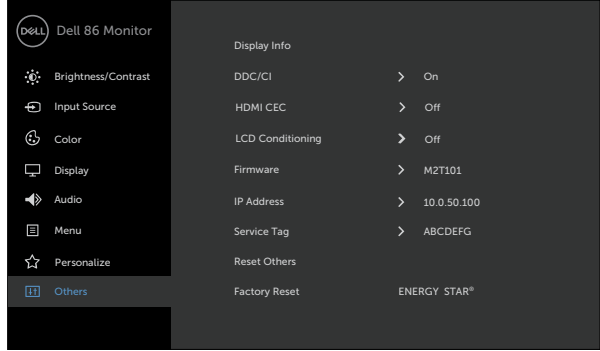 DELL Dell 86 Monitor
Display Info
Brightness/Contrast DDC/CI On
Input Source HDMI CEC Off
Color LCD Conditioning Off
Display Firmware M2T101
Audio IP Address 10.0.50.100
Menu Service Tag ABCDEFG
Personalize Reset Others
Others Factory Reset ENERGY STAR®